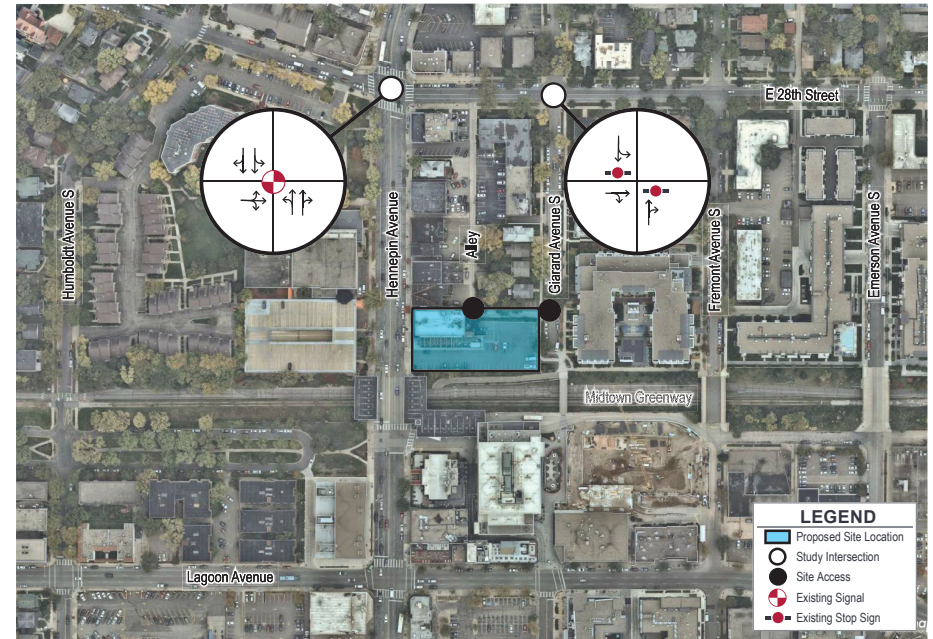 E 28th Street
Humboldt Avenue S
Hennepin Avenue
Alley
Giarard Avenue S
Fremont Avenue S
Emerson Avenue S
Midtown Greenway
Lagoon Avenue
LEGEND
Proposed Site Location
Study Intersection
Site Access
Existing Signal
Existing Stop Sign